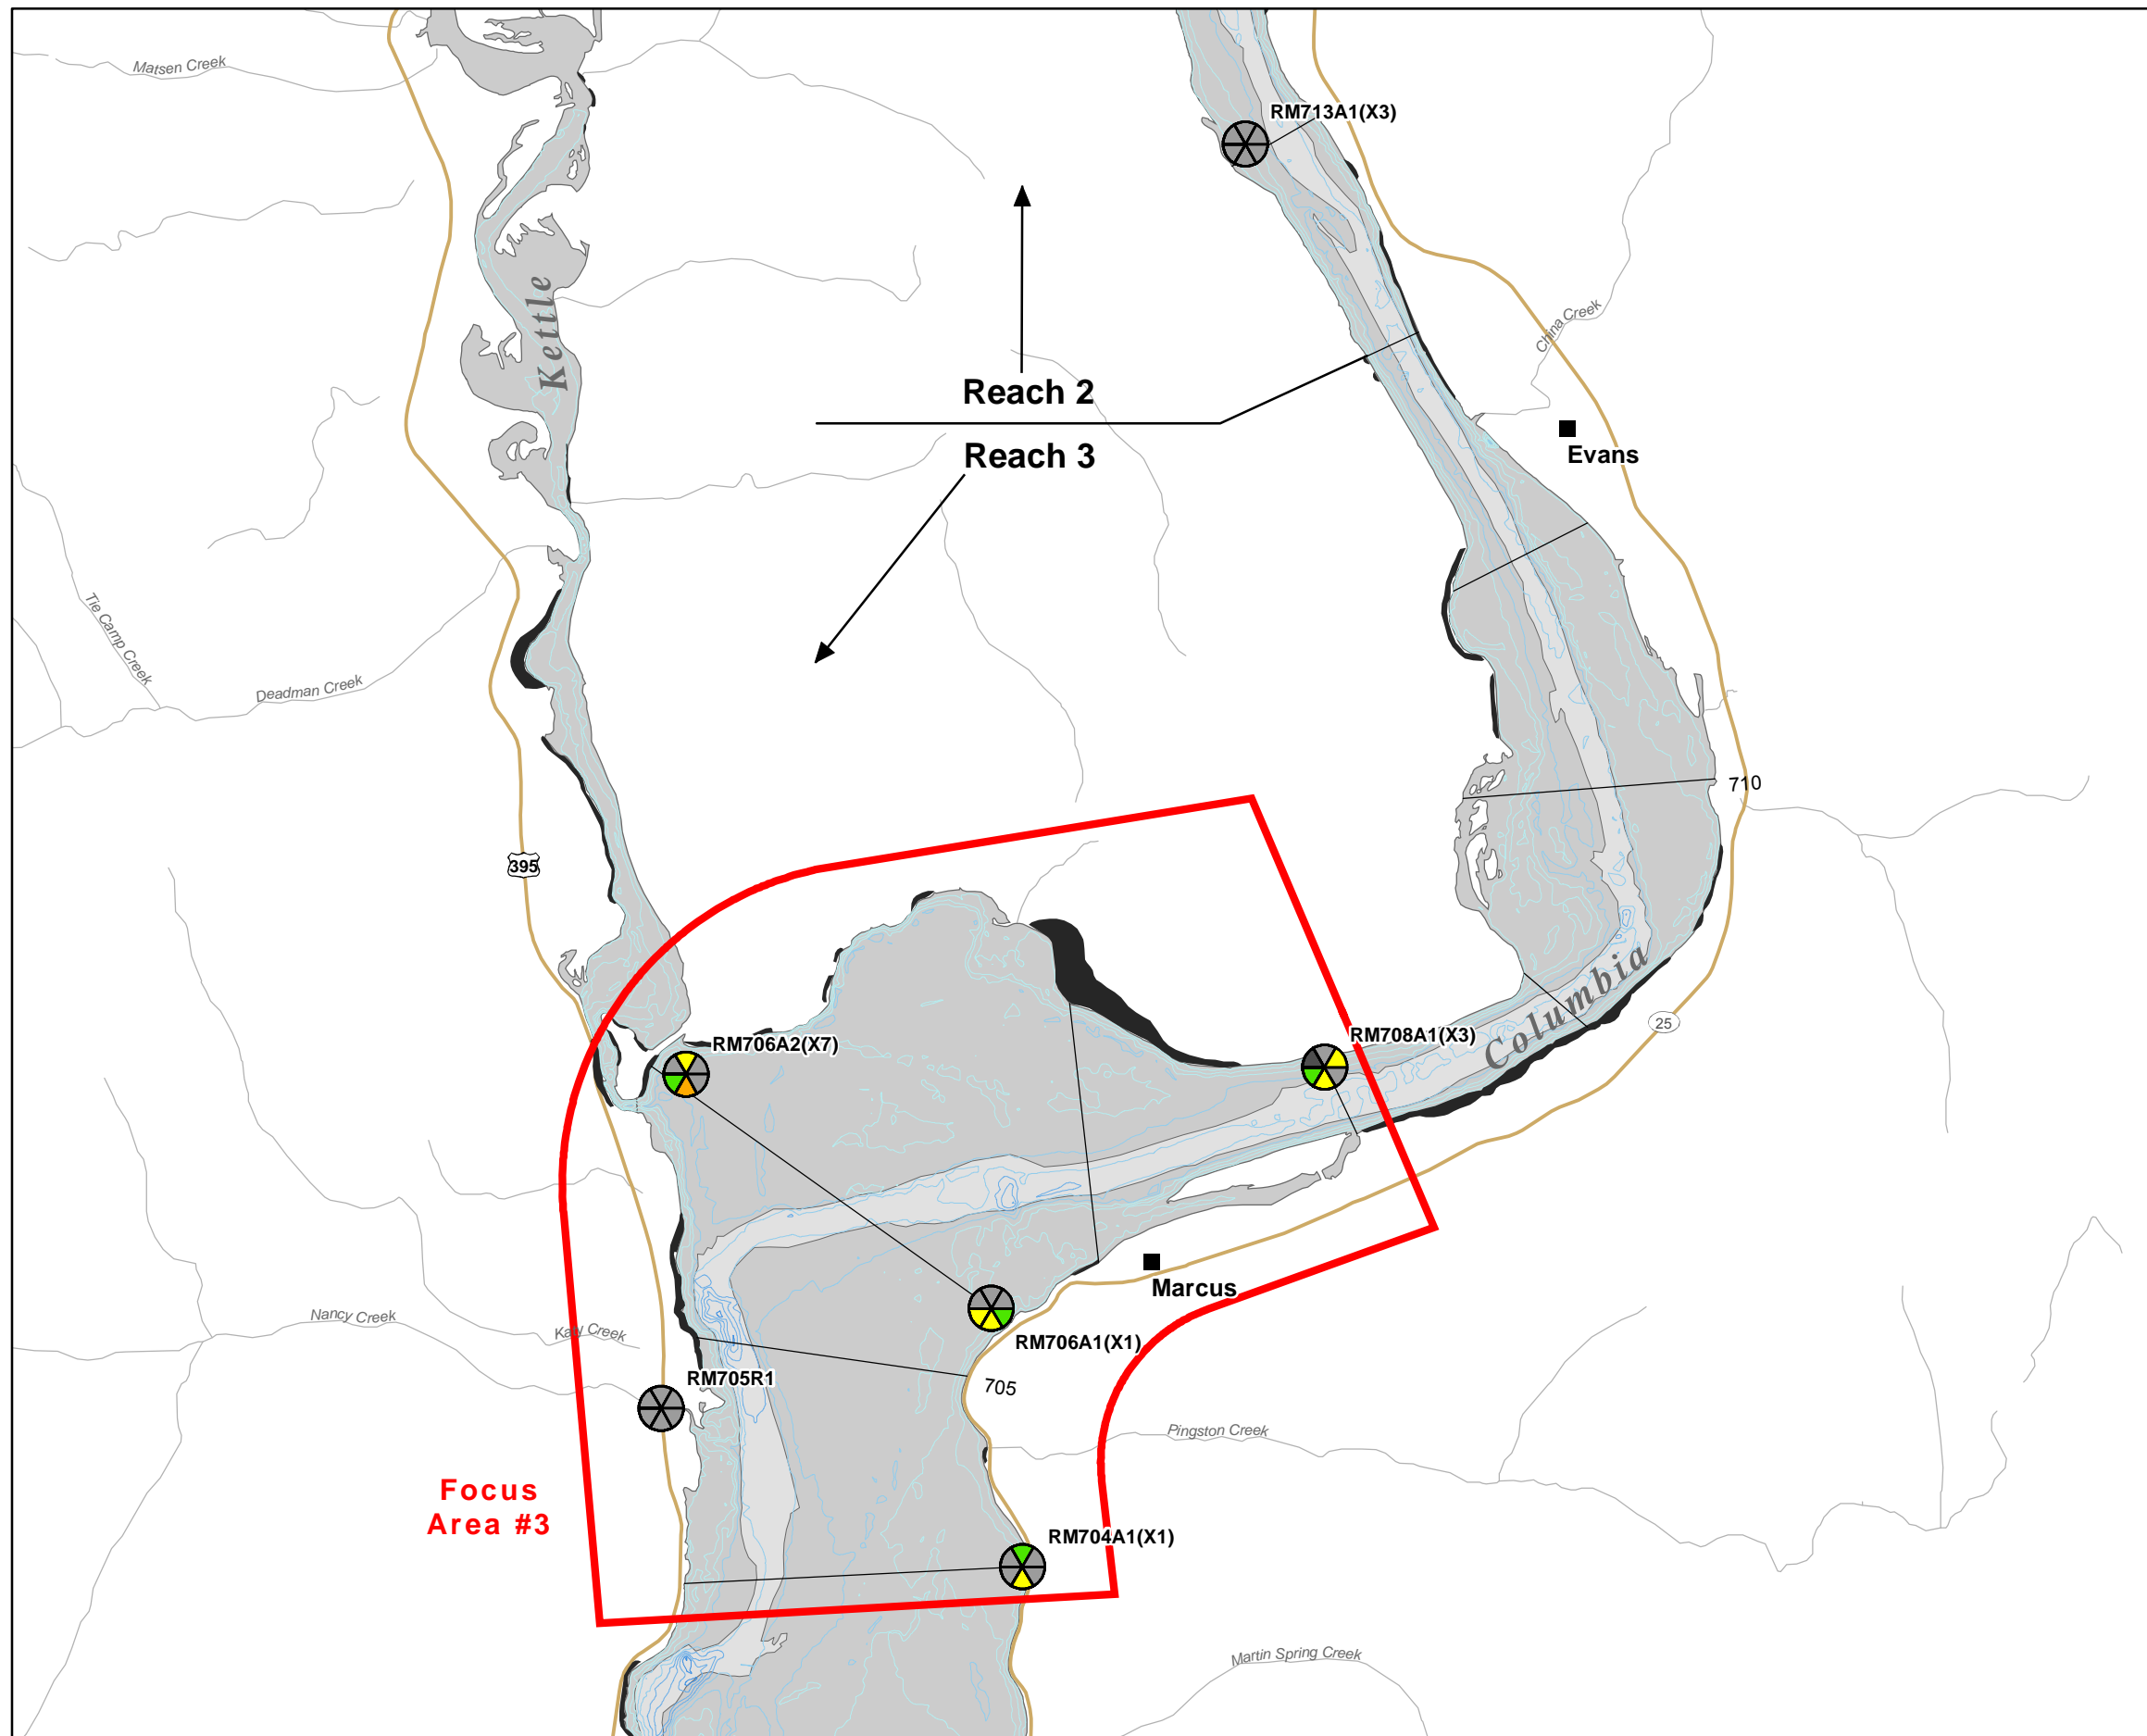 Matsen Creek
RM713A1(X3)
Kettle
China Creek
Reach 2
Reach 3
Evans
Tie Camp Creek
Deadman Creek
710
395
Columbia
25
RM706A2(X7)
RM708A1(X3)
Marcus
Nancy Creek
Kaly Creek
RM706A1(X1)
RM705R1
705
Pingston Creek
Focus
Area #3
RM704A1(X1)
Martin Spring Creek